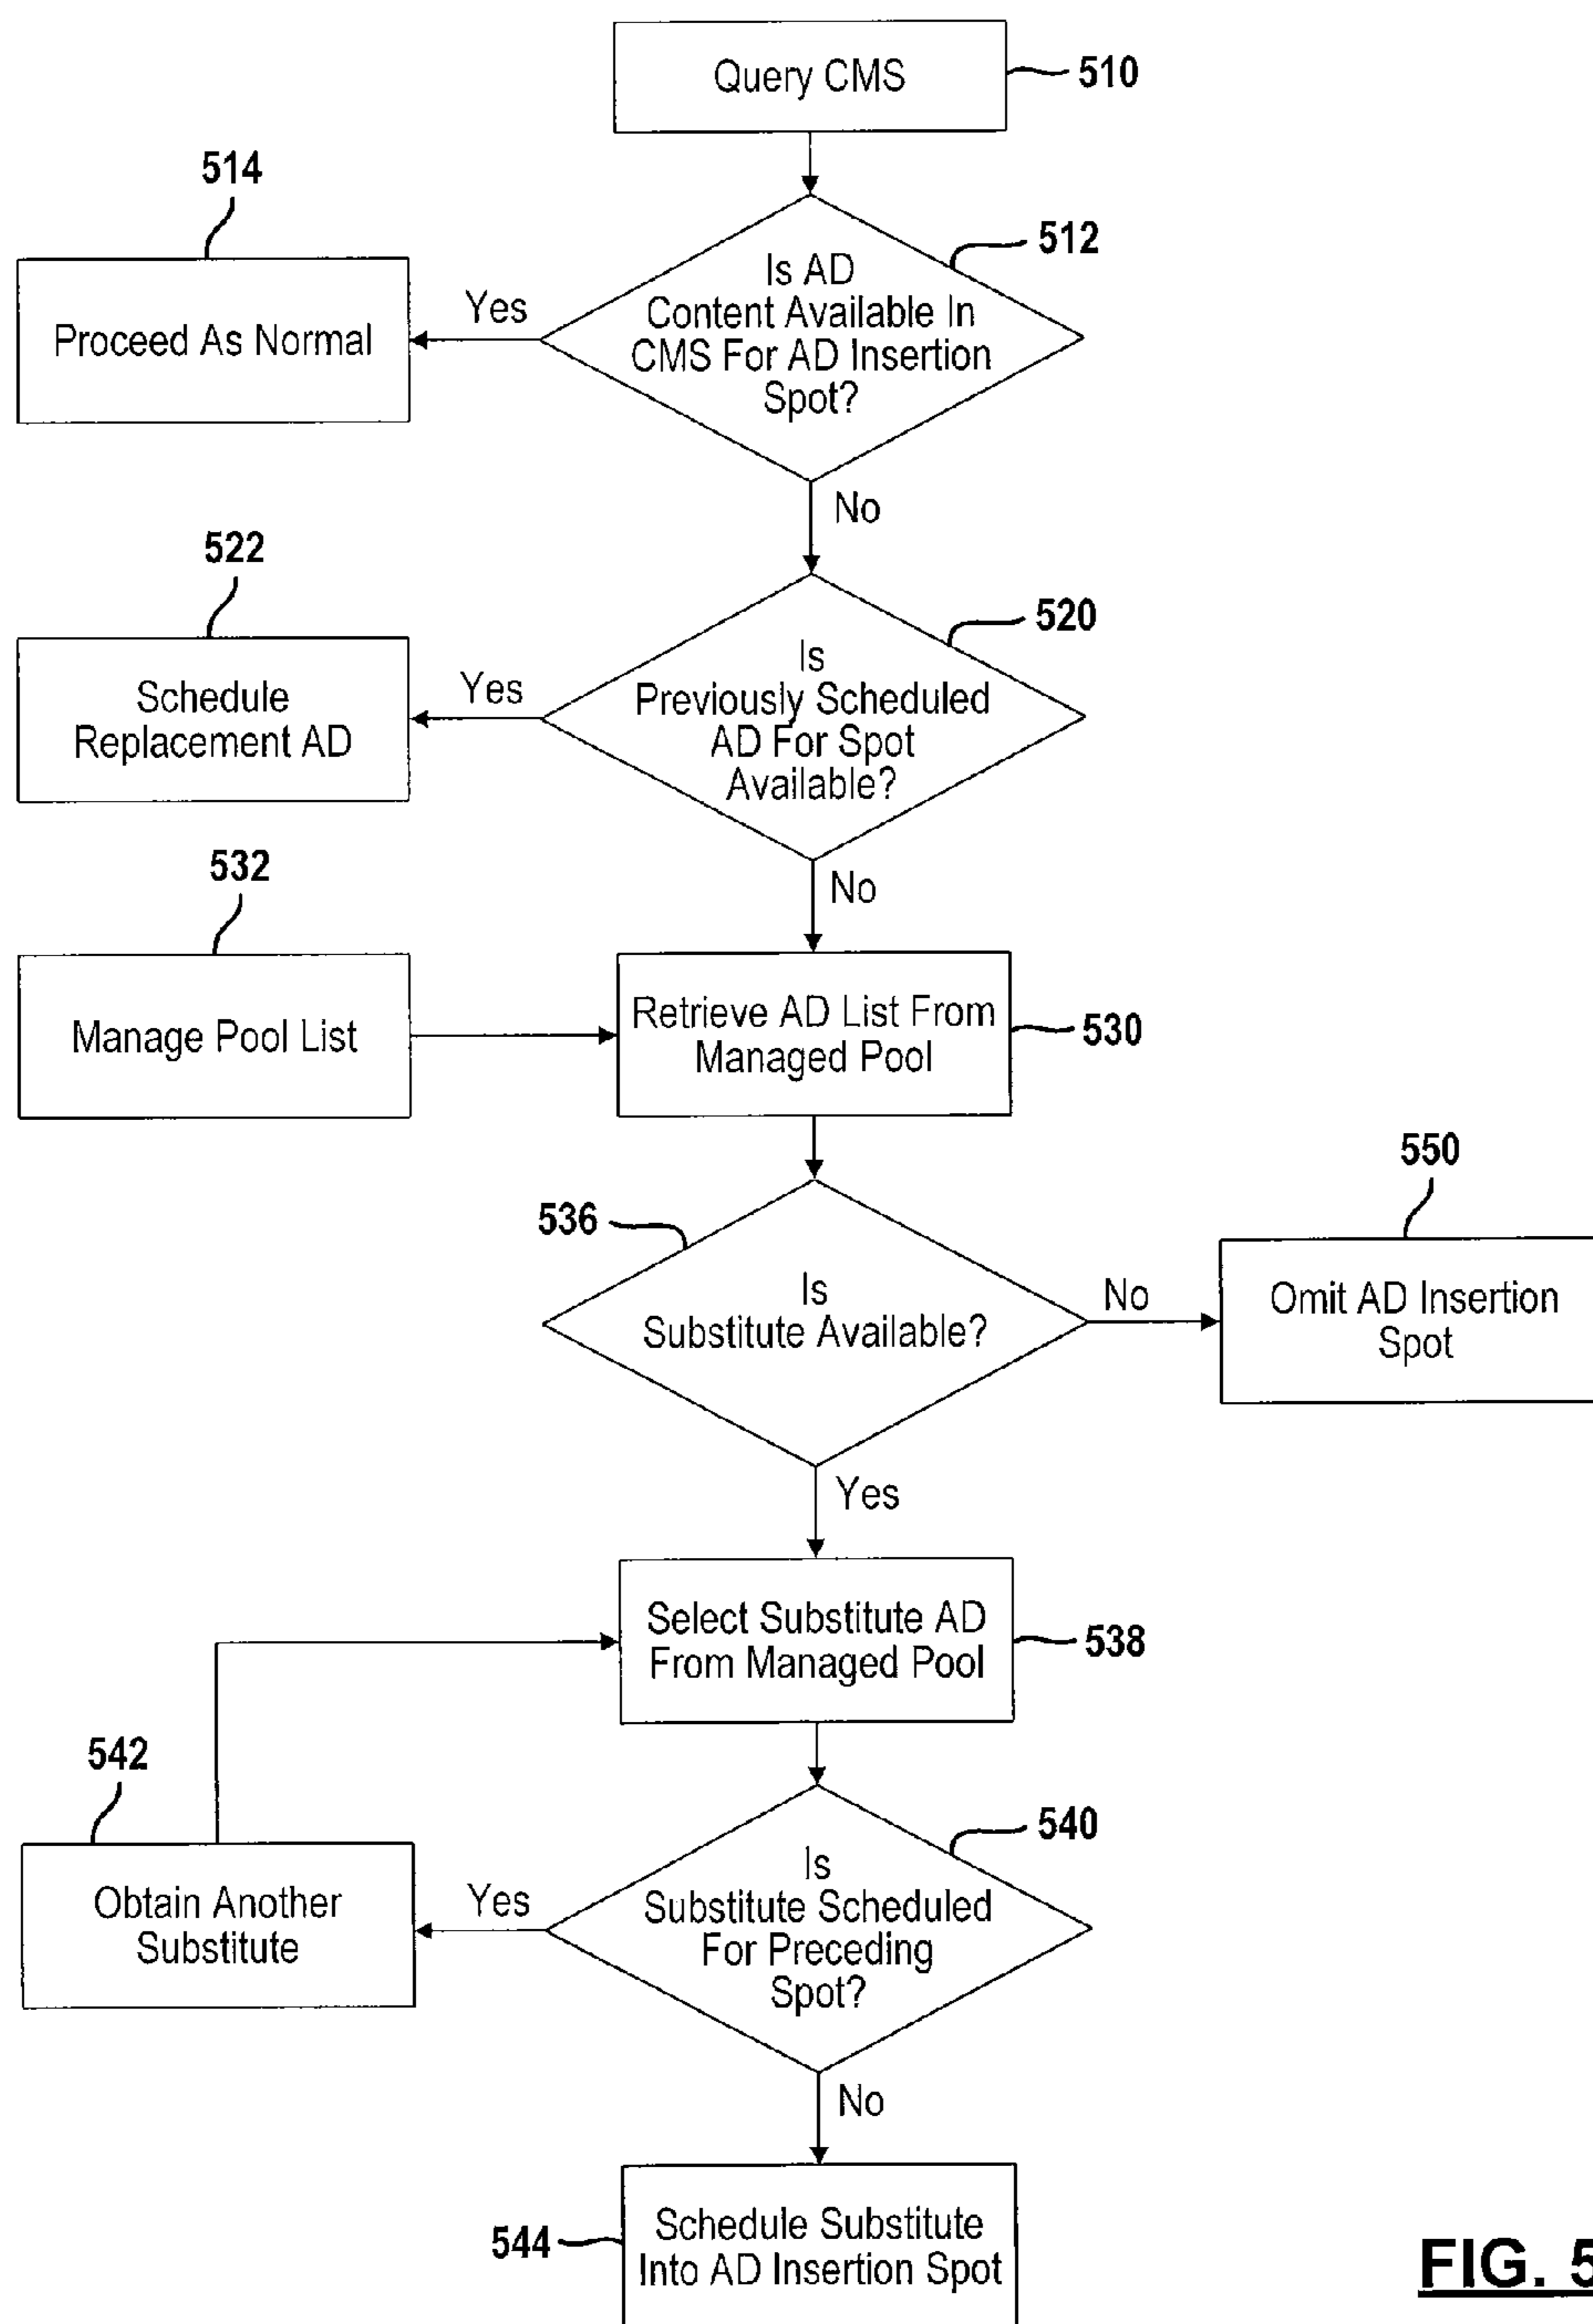 Query CMS
510
514
512
Is AD
Content Available In
CMS For AD Insertion
Spot?
Yes
Proceed As Normal
No
522
520
Is
Previously Scheduled
AD For Spot
Available?
Yes
Schedule
Replacement AD
No
532
Manage Pool List
Retrieve AD List From
Managed Pool
530
550
536
Is
Substitute Available?
No
Omit AD Insertion
Spot
Yes
Select Substitute AD
From Managed Pool
538
542
540
Is
Substitute Scheduled
For Preceding
Spot?
Yes
Obtain Another
Substitute
No
544
Schedule Substitute
Into AD Insertion Spot
FIG. 5